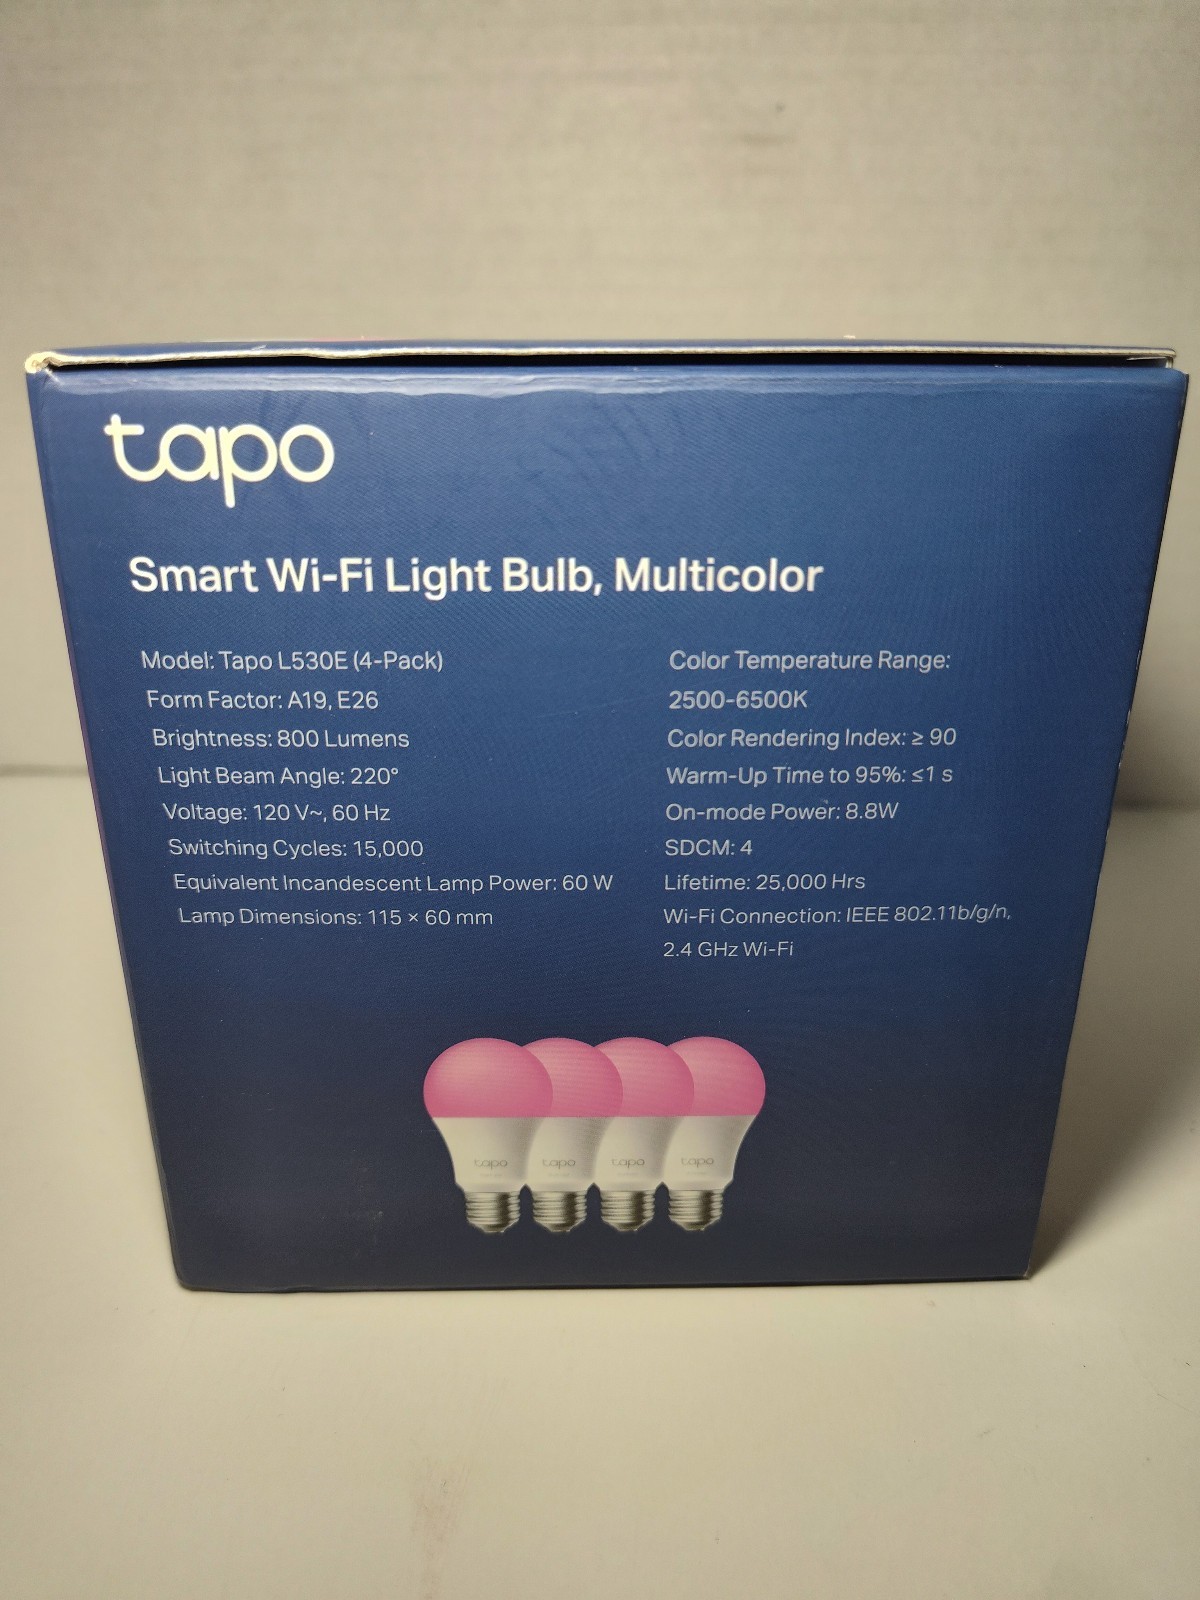 tapo
Smart Wi-Fi Light Bulb, Multicolor
Model: Tapo L530E (4-Pack)
Form Factor: A19, E26
Brightness: 800 Lumens
Light Beam Angle: 220°
Voltage: 120 V~, 60 Hz
Switching Cycles: 15,000
Equivalent Incandescent Lamp Power: 60 W
Lamp Dimensions: 115 × 60 mm
Color Temperature Range:
2500-6500K
Color Rendering Index: ≥ 90
Warm-Up Time to 95%: ≤1 s
On-mode Power: 8.8W
SDCM: 4
Lifetime: 25,000 Hrs
Wi-Fi Connection: IEEE 802.11b/g/n,
2.4 GHz Wi-Fi
tapo tapo tapo tapo